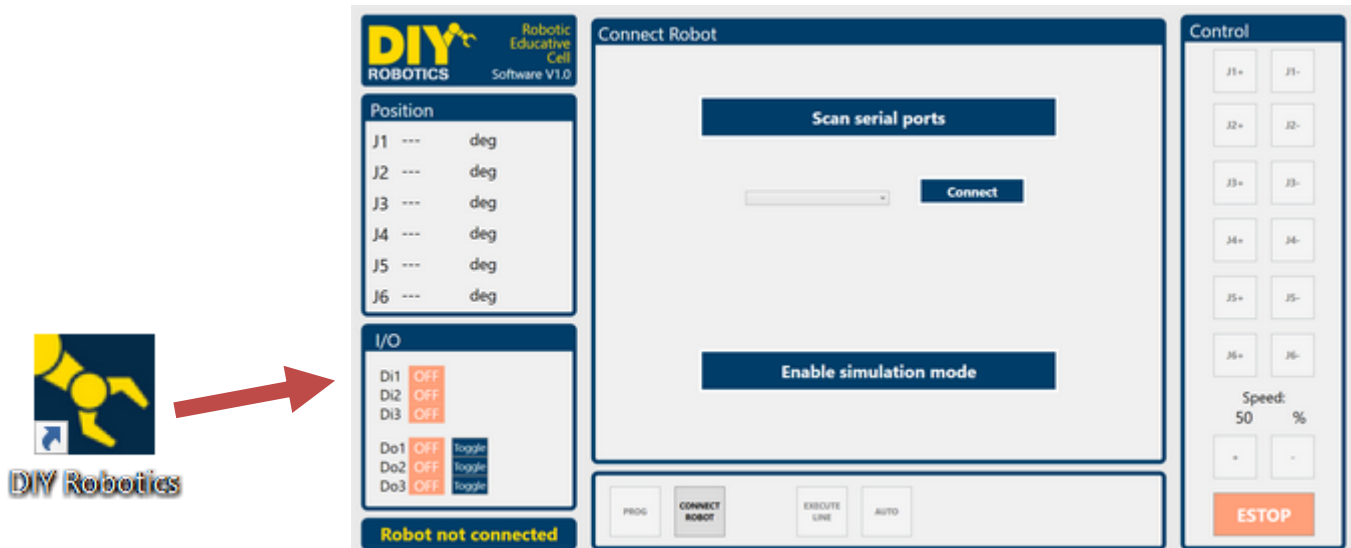 DIY Robotics
DIY
ROBOTICS
Robotic
Educative
Cell
Software V1.0
Position
J1 --- deg
J2 --- deg
J3 --- deg
J4 --- deg
J5 --- deg
J6 --- deg
I/O
Di1 OFF
Di2 OFF
Di3 OFF
Do1 OFF Toggle
Do2 OFF Toggle
Do3 OFF Toggle
Robot not connected
Connect Robot
Scan serial ports
Connect
Enable simulation mode
PROG
CONNECT
ROBOT
EXECUTE
LINE
AUTO
Control
J1+ J1-
J2+ J2-
J3+ J3-
J4+ J4-
J5+ J5-
J6+ J6-
Speed:
50 %
+ -
ESTOP